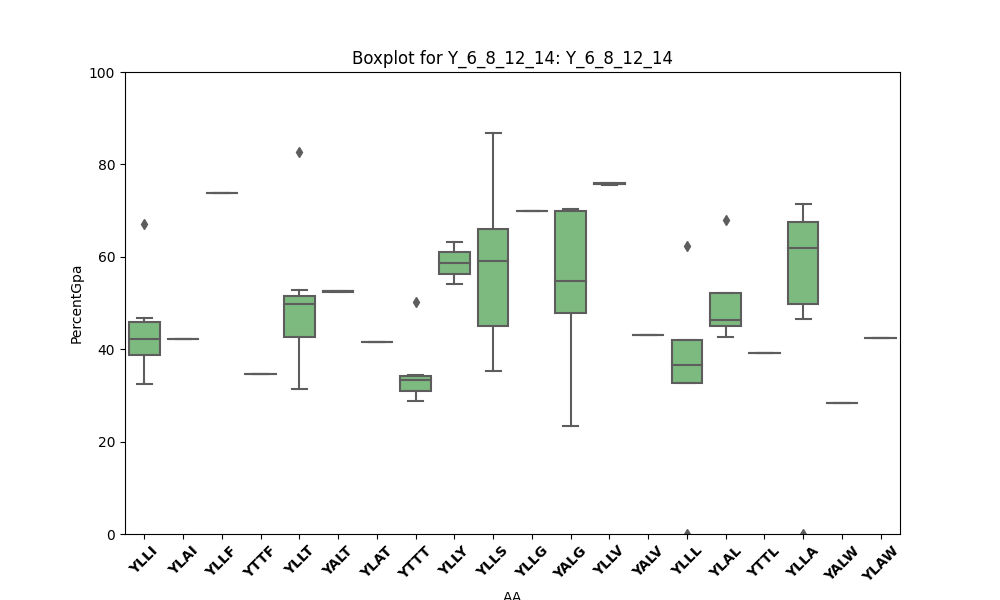 Boxplot for Y_6_8_12_14: Y_6_8_12_14
100
80
60
40
20
0
PercentGpa
YLLI YLAI YLLF YTTF YLLT YALT YLAT YTTT YLLY YLLS YLLG YALG YLLV YALV YLLL YLAL YTTL YLLA YALW YLAW
AA